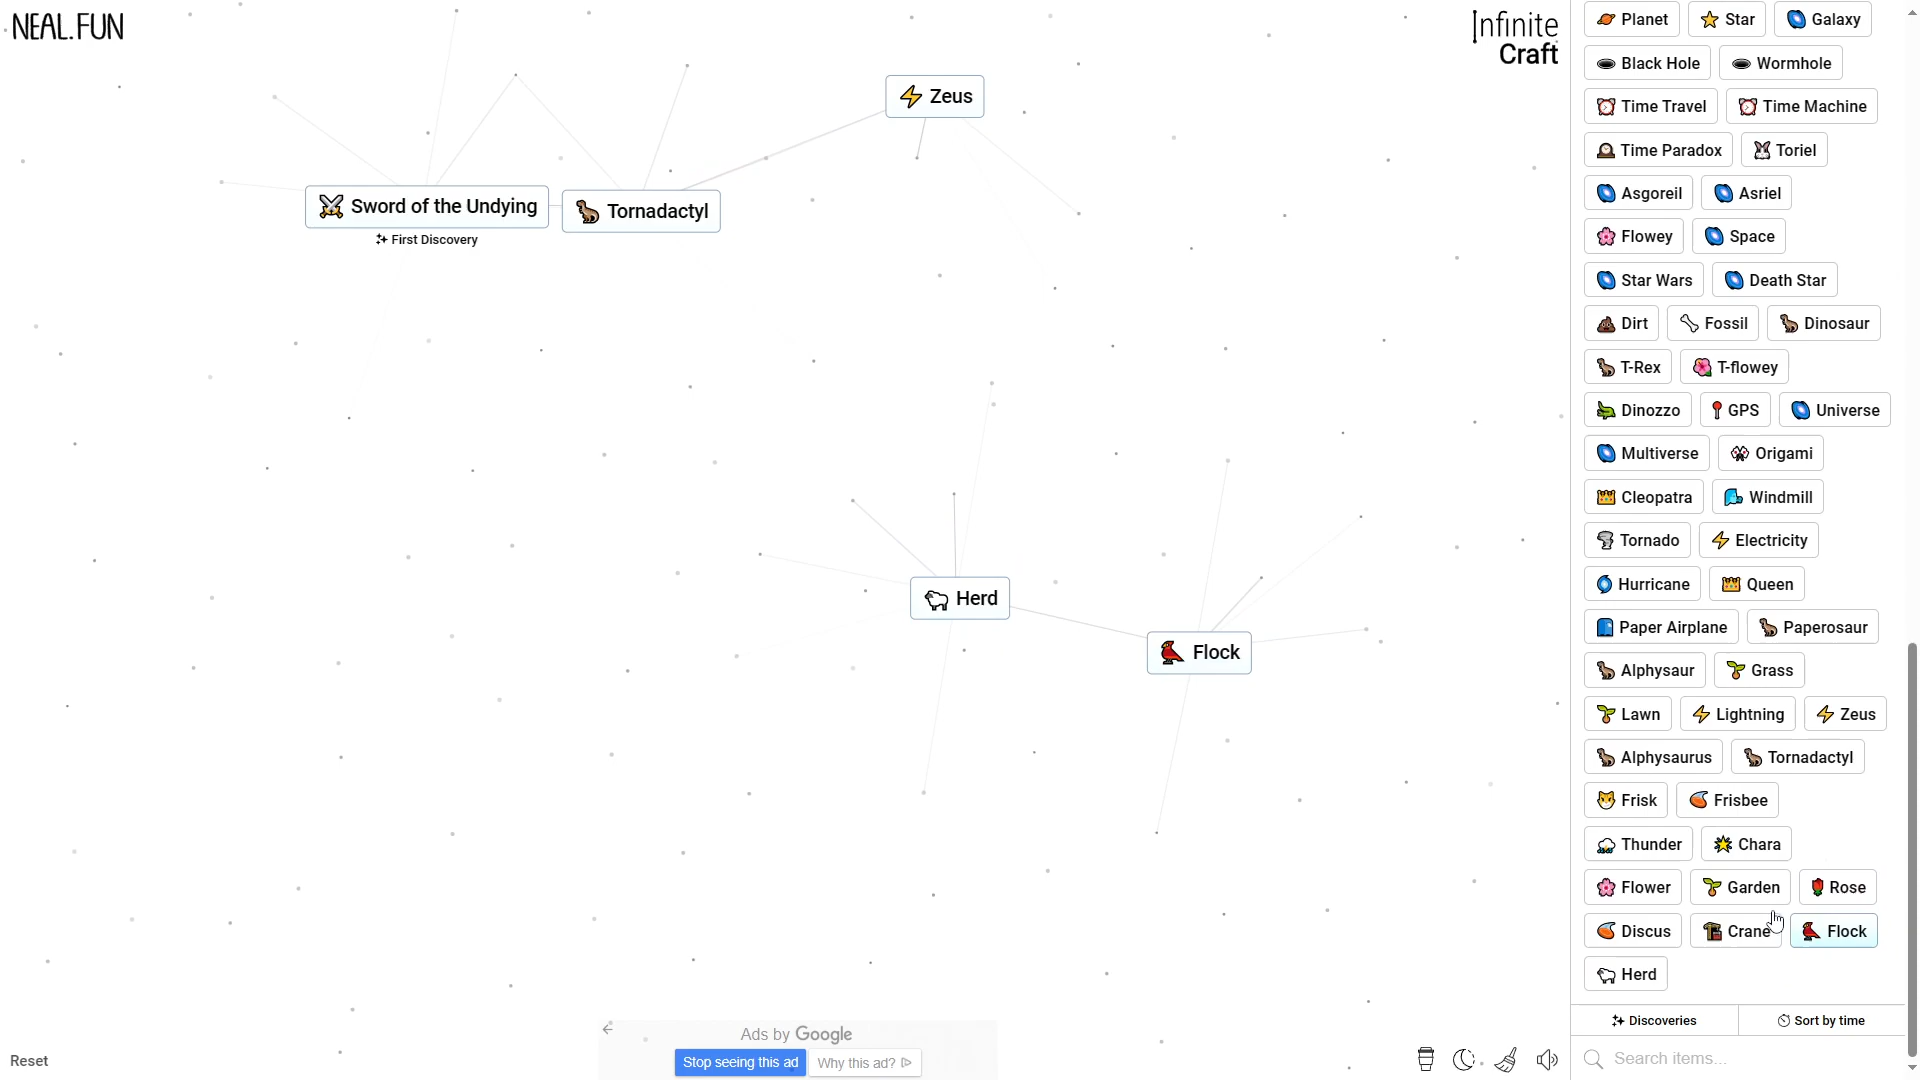 NEAL.FUN
Infinite
Craft
Zeus
Sword of the Undying
First Discovery
Tornadactyl
Herd
Flock
Planet Star Galaxy
Black Hole Wormhole
Time Travel Time Machine
Time Paradox Toriel
Asgoreil Asriel
Flowey Space
Star Wars Death Star
Dirt Fossil Dinosaur
T-Rex T-flowey
Dinozzo GPS Universe
Multiverse Origami
Cleopatra Windmill
Tornado Electricity
Hurricane Queen
Paper Airplane Paperosaur
Alphysaur Grass
Lawn Lightning Zeus
Alphysaurus Tornadactyl
Frisk Frisbee
Thunder Chara
Flower Garden Rose
Discus Crane Flock
Herd
Discoveries Sort by time
Search items...
Reset
Ads by Google
Stop seeing this ad Why this ad?